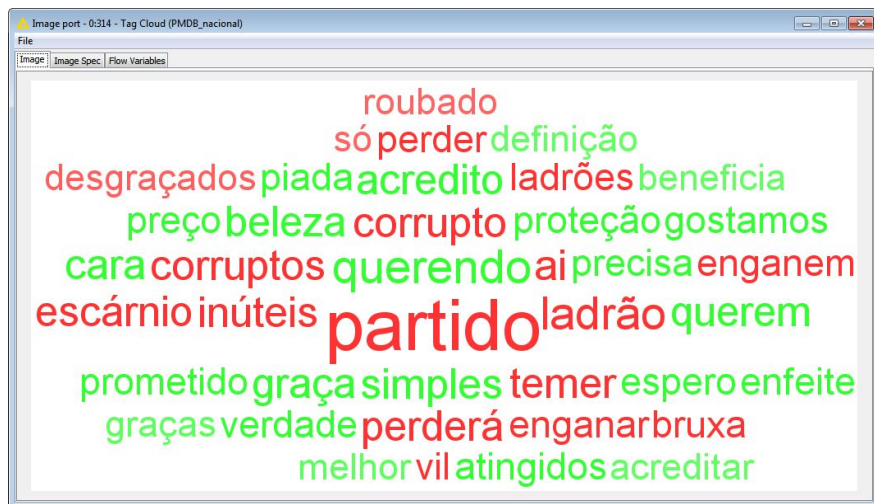 Image port - 0:314 - Tag Cloud (PMDB_nacional)
File
Image Image Spec Flow Variables
roubado
só perder definição
desgraçados piada acredito ladrões beneficia
preço beleza corrupto proteção gostamos
cara corruptos querendo ai precisa enganem
escárnio inúteis partido ladrão querem
prometido graça simples temer espero enfeite
graças verdade perderá enganar bruxa
melhor vil atingidos acreditar